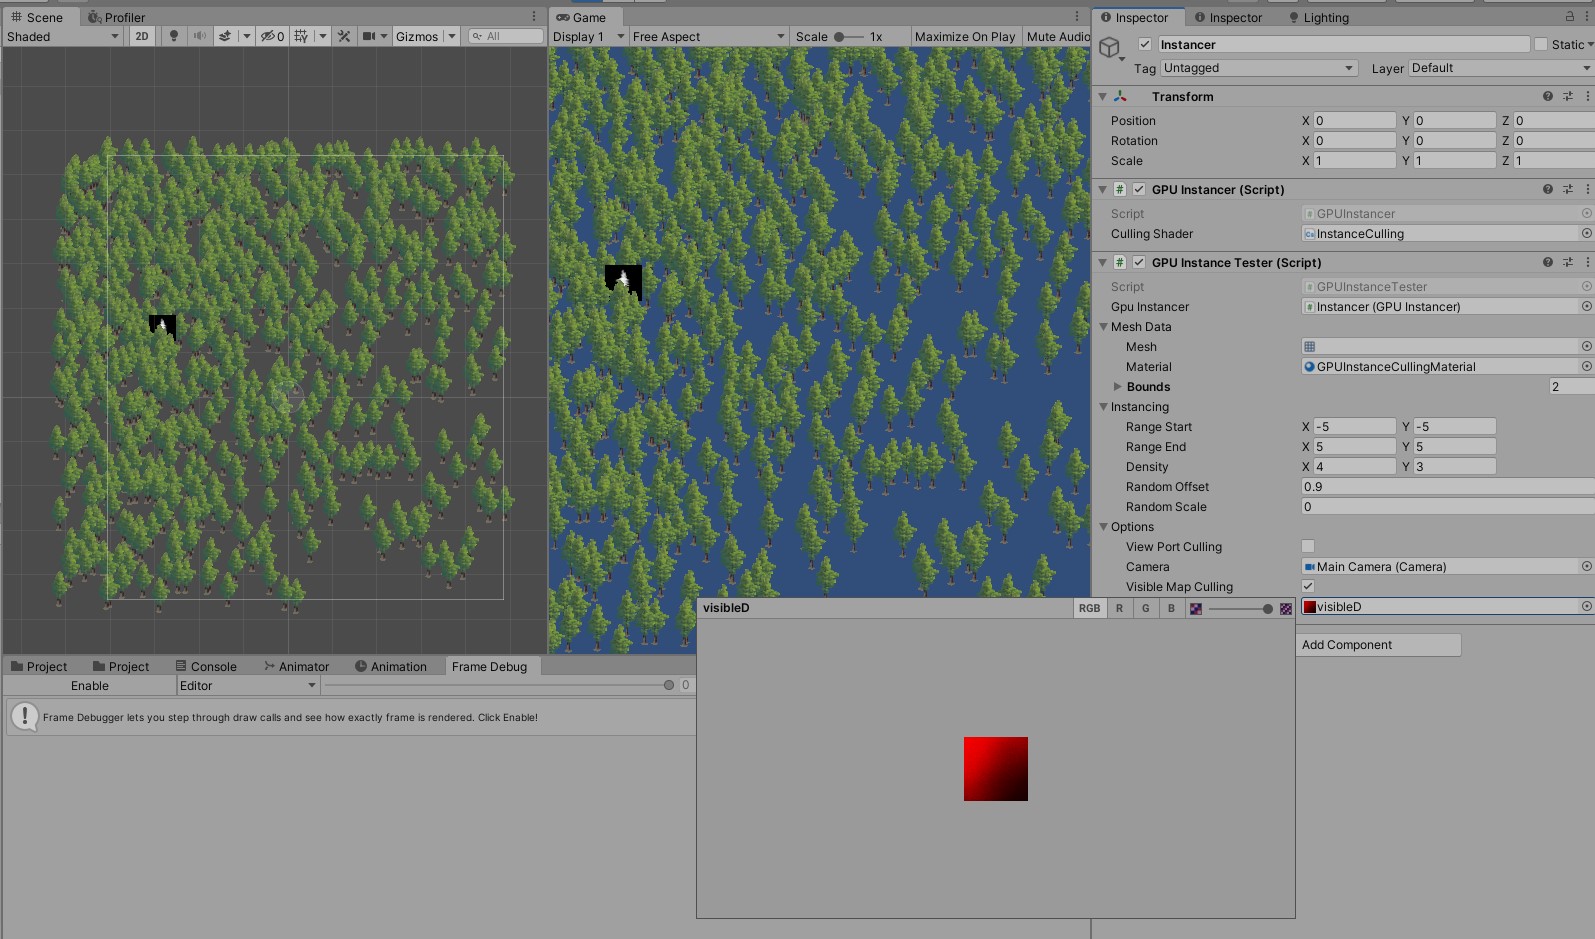 Scene Profiler
Shaded 2D 0 Gizmos All
Game
Display 1 Free Aspect Scale 1x Maximize On Play Mute Audio
Inspector Inspector Lighting
Instancer Static
Tag Untagged Layer Default
Transform
Position X 0 Y 0 Z 0
Rotation X 0 Y 0 Z 0
Scale X 1 Y 1 Z 1
# GPU Instancer (Script)
Script # GPUInstancer
Culling Shader InstanceCulling
# GPU Instance Tester (Script)
Script # GPUInstanceTester
Gpu Instancer # Instancer (GPU Instancer)
Mesh Data
Mesh
Material GPUInstanceCullingMaterial
Bounds 2
Instancing
Range Start X -5 Y -5
Range End X 5 Y 5
Density X 4 Y 3
Random Offset 0.9
Random Scale 0
Options
View Port Culling
Camera Main Camera (Camera)
Visible Map Culling
visibleD
Add Component
visibleD RGB R G B
Project Project Console Animator Animation Frame Debug
Enable Editor 0
Frame Debugger lets you step through draw calls and see how exactly frame is rendered. Click Enable!